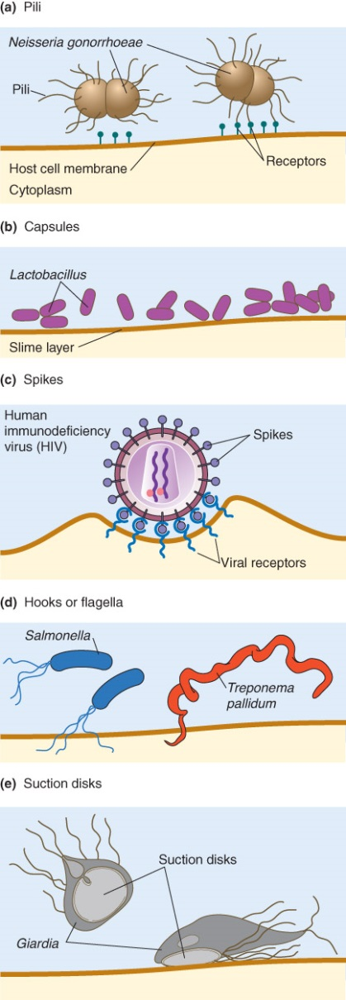 (a) Pili
Neisseria gonorrhoeae
Pili
Receptors
Host cell membrane
Cytoplasm
(b) Capsules
Lactobacillus
Slime layer
(c) Spikes
Human
immunodeficiency
virus (HIV)
Spikes
Viral receptors
(d) Hooks or flagella
Salmonella
Treponema
pallidum
(e) Suction disks
Suction disks
Giardia